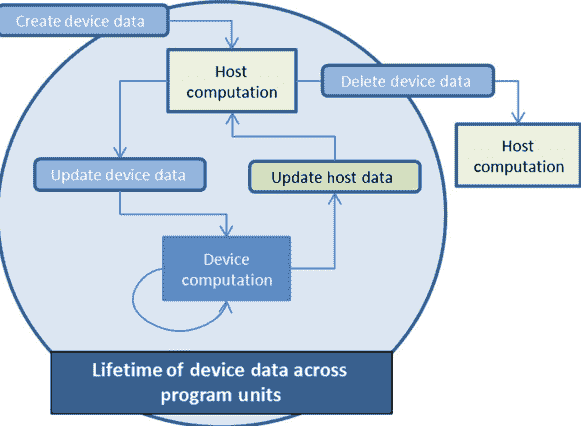 Create device data
Host
computation
Delete device data
Host
computation
Update device data
Update host data
Device
computation
Lifetime of device data across
program units